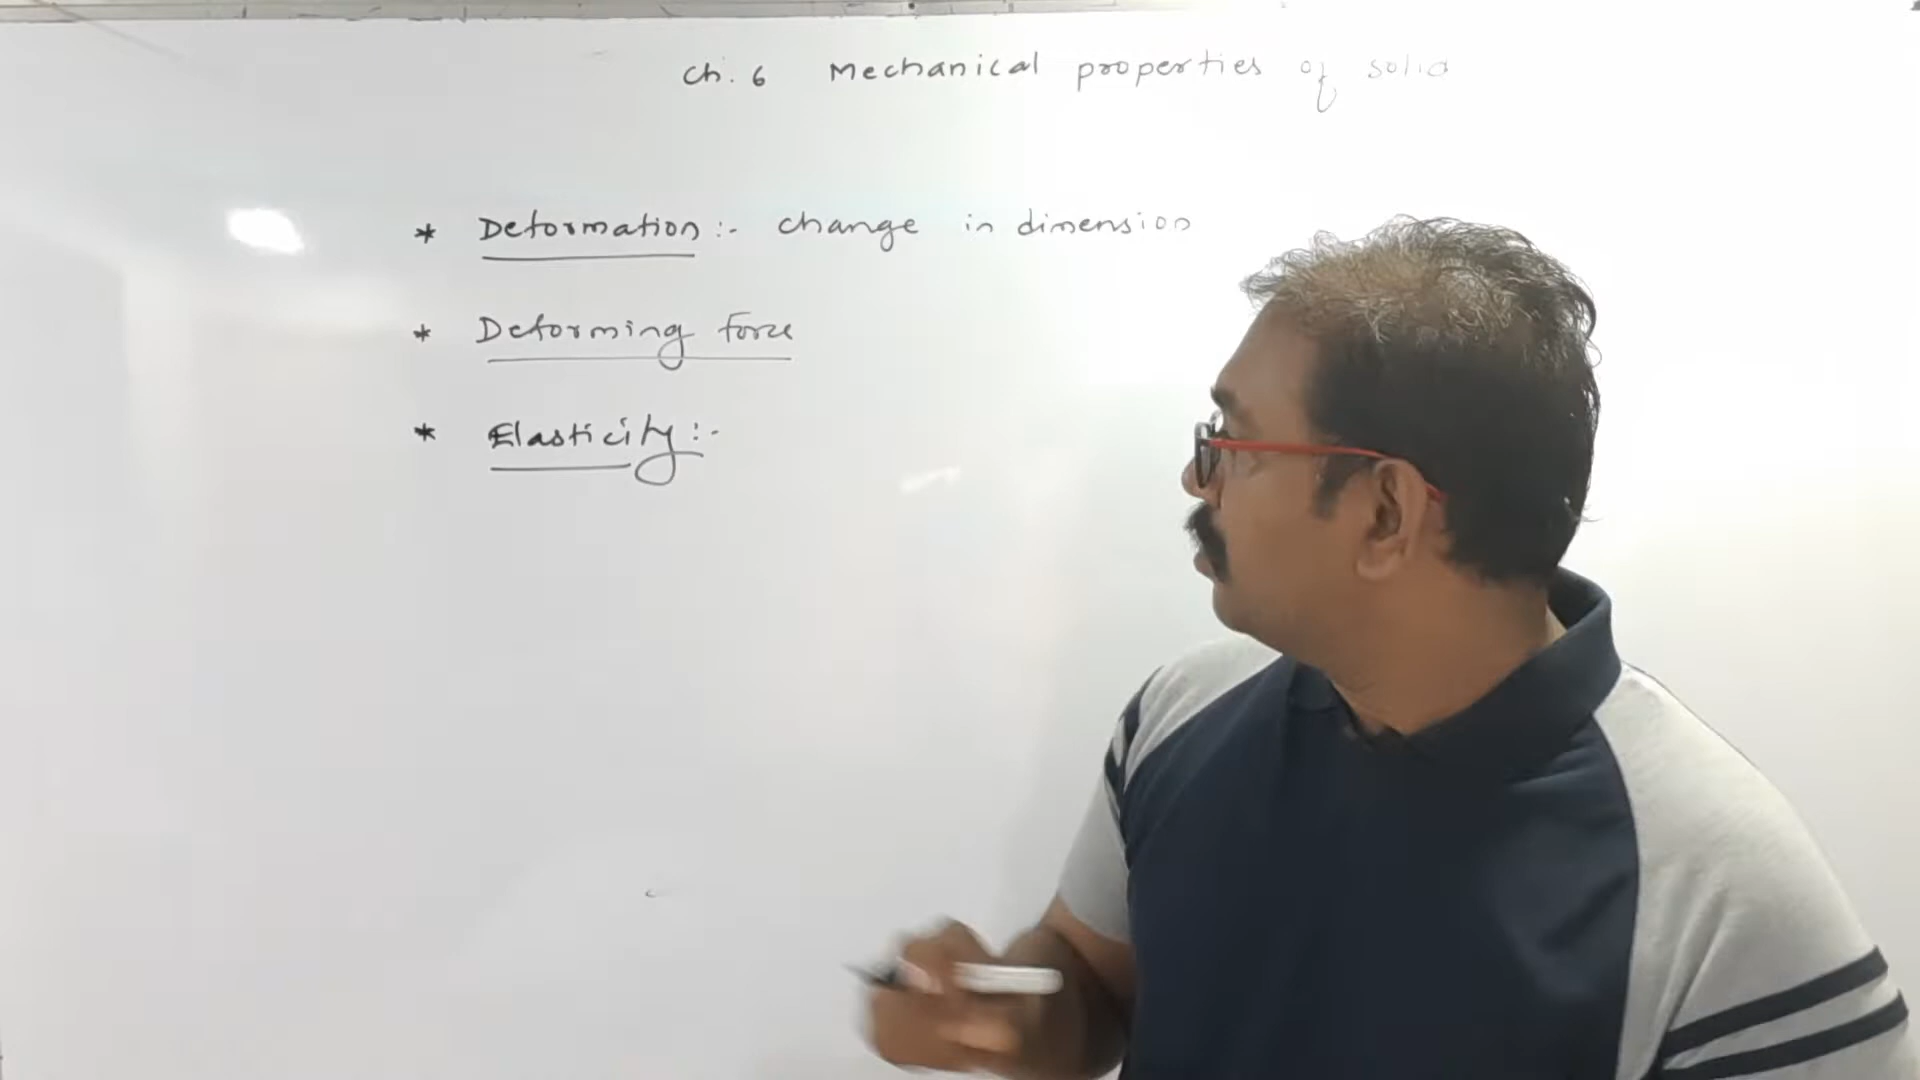 Ch. 6 Mechanical properties of solid
* Deformation :- change in dimension
* Deforming force
* Elasticity :-